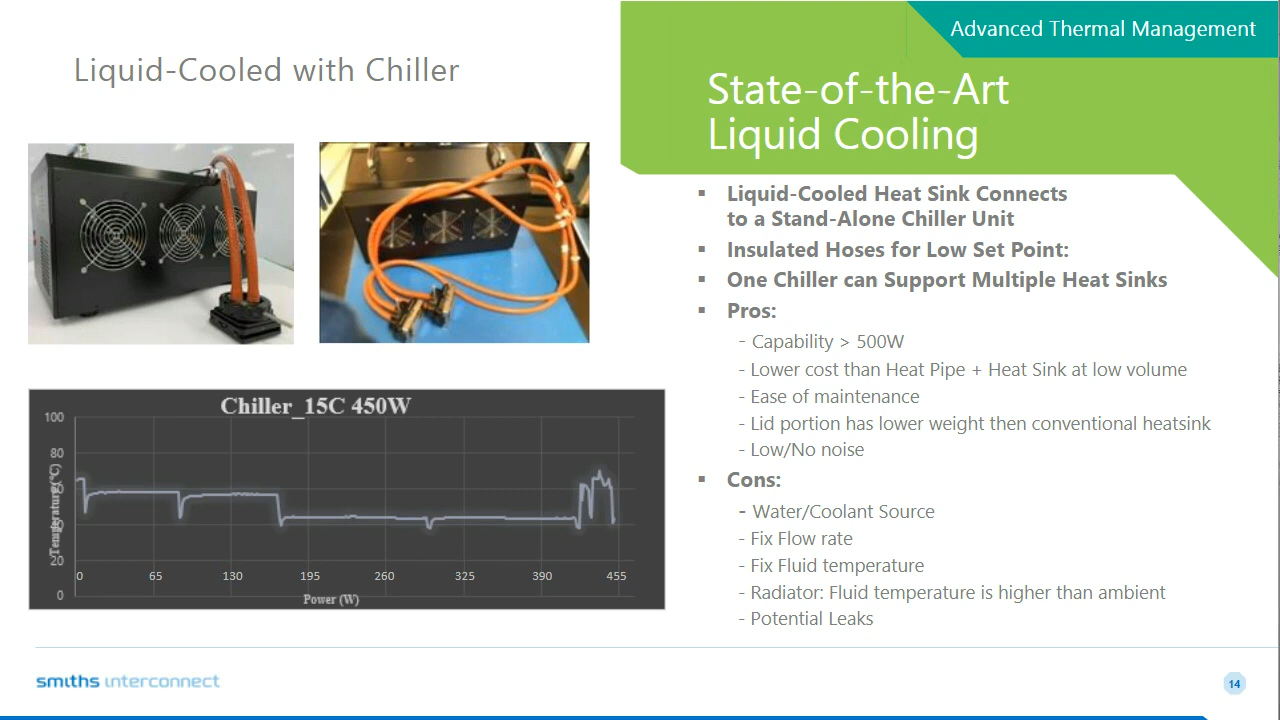 Advanced Thermal Management
Liquid-Cooled with Chiller
State-of-the-Art
Liquid Cooling
▪ Liquid-Cooled Heat Sink Connects
to a Stand-Alone Chiller Unit
▪ Insulated Hoses for Low Set Point:
▪ One Chiller can Support Multiple Heat Sinks
▪ Pros:
- Capability > 500W
- Lower cost than Heat Pipe + Heat Sink at low volume
- Ease of maintenance
- Lid portion has lower weight then conventional heatsink
- Low/No noise
▪ Cons:
- Water/Coolant Source
- Fix Flow rate
- Fix Fluid temperature
- Radiator: Fluid temperature is higher than ambient
- Potential Leaks
Chiller_15C 450W
Temperature (°C)
100
80
60
40
20
0
0 65 130 195 260 325 390 455
Power (W)
smiths interconnect
14